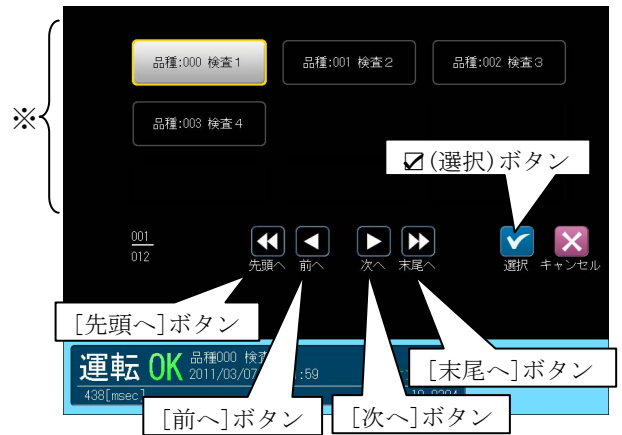 品種:000 検査1
品種:001 検査2
品種:002 検査3
※
品種:003 検査4
(選択)ボタン
001
012
先頭へ
前へ
次へ
末尾へ
選択
キャンセル
[先頭へ]ボタン
[末尾へ]ボタン
運転 OK
品種000 検
2011/03/07
:59
438[msec]
[前へ]ボタン
[次へ]ボタン